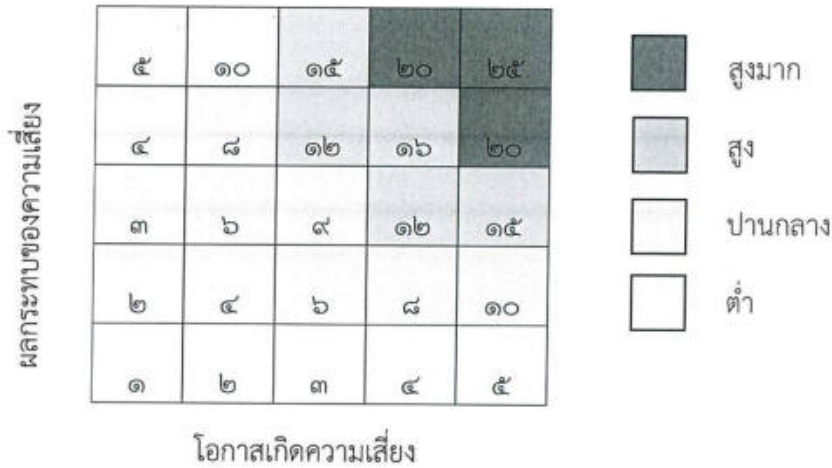 ๕ ๑๐ ๑๕ ๒๐ ๒๕
สูงมาก
๔ ๘ ๑๒ ๑๖ ๒๐
สูง
๓ ๖ ๙ ๑๒ ๑๕
ปานกลาง
๒ ๔ ๖ ๘ ๑๐
ต่ำ
๑ ๒ ๓ ๔ ๕
ผลกระทบของความเสี่ยง
โอกาสเกิดความเสี่ยง